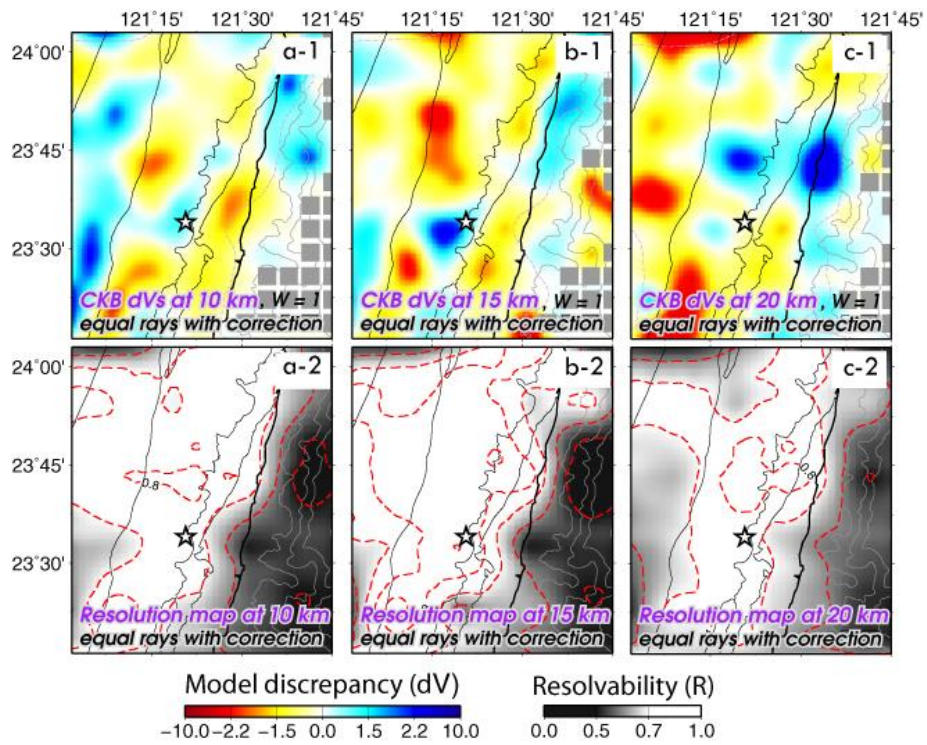 121°15' 121°30' 121°45' 121°15' 121°30' 121°45' 121°15' 121°30' 121°45'
24°00'
23°45'
23°30'
a-1
b-1
c-1
CKB dVs at 10 km, W = 1
equal rays with correction
CKB dVs at 15 km, W = 1
equal rays with correction
CKB dVs at 20 km, W = 1
equal rays with correction
24°00'
23°45'
23°30'
a-2
b-2
c-2
0.8
0.8
Resolution map at 10 km
equal rays with correction
Resolution map at 15 km
equal rays with correction
Resolution map at 20 km
equal rays with correction
Model discrepancy (dV)
−10.0 −2.2 −1.5 0.0 1.5 2.2 10.0
Resolvability (R)
0.0 0.5 0.7 1.0